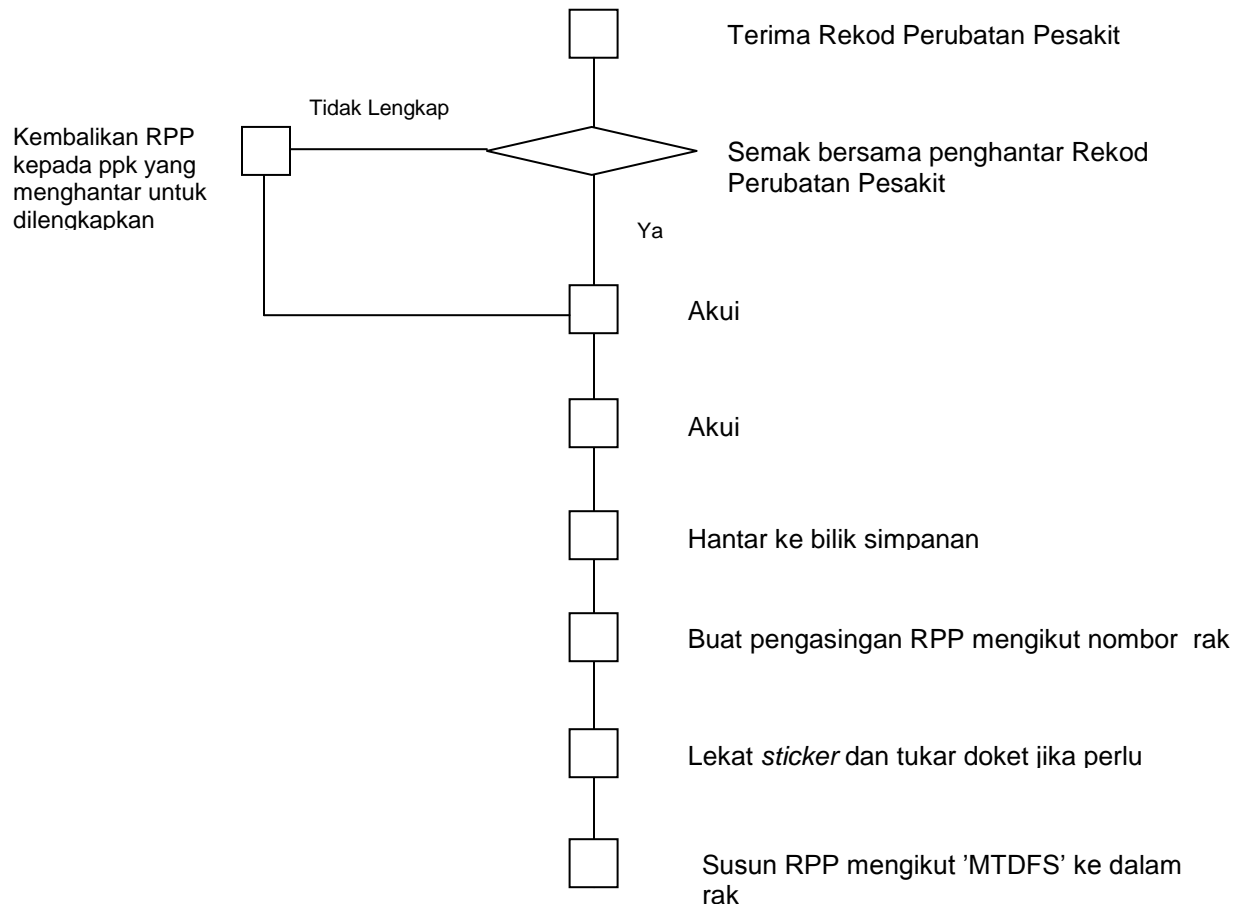 Terima Rekod Perubatan Pesakit
Tidak Lengkap
Kembalikan RPP
kepada ppk yang
menghantar untuk
dilengkapkan
Semak bersama penghantar Rekod
Perubatan Pesakit
Ya
Akui
Akui
Hantar ke bilik simpanan
Buat pengasingan RPP mengikut nombor rak
Lekat sticker dan tukar doket jika perlu
Susun RPP mengikut ’MTDFS’ ke dalam
rak